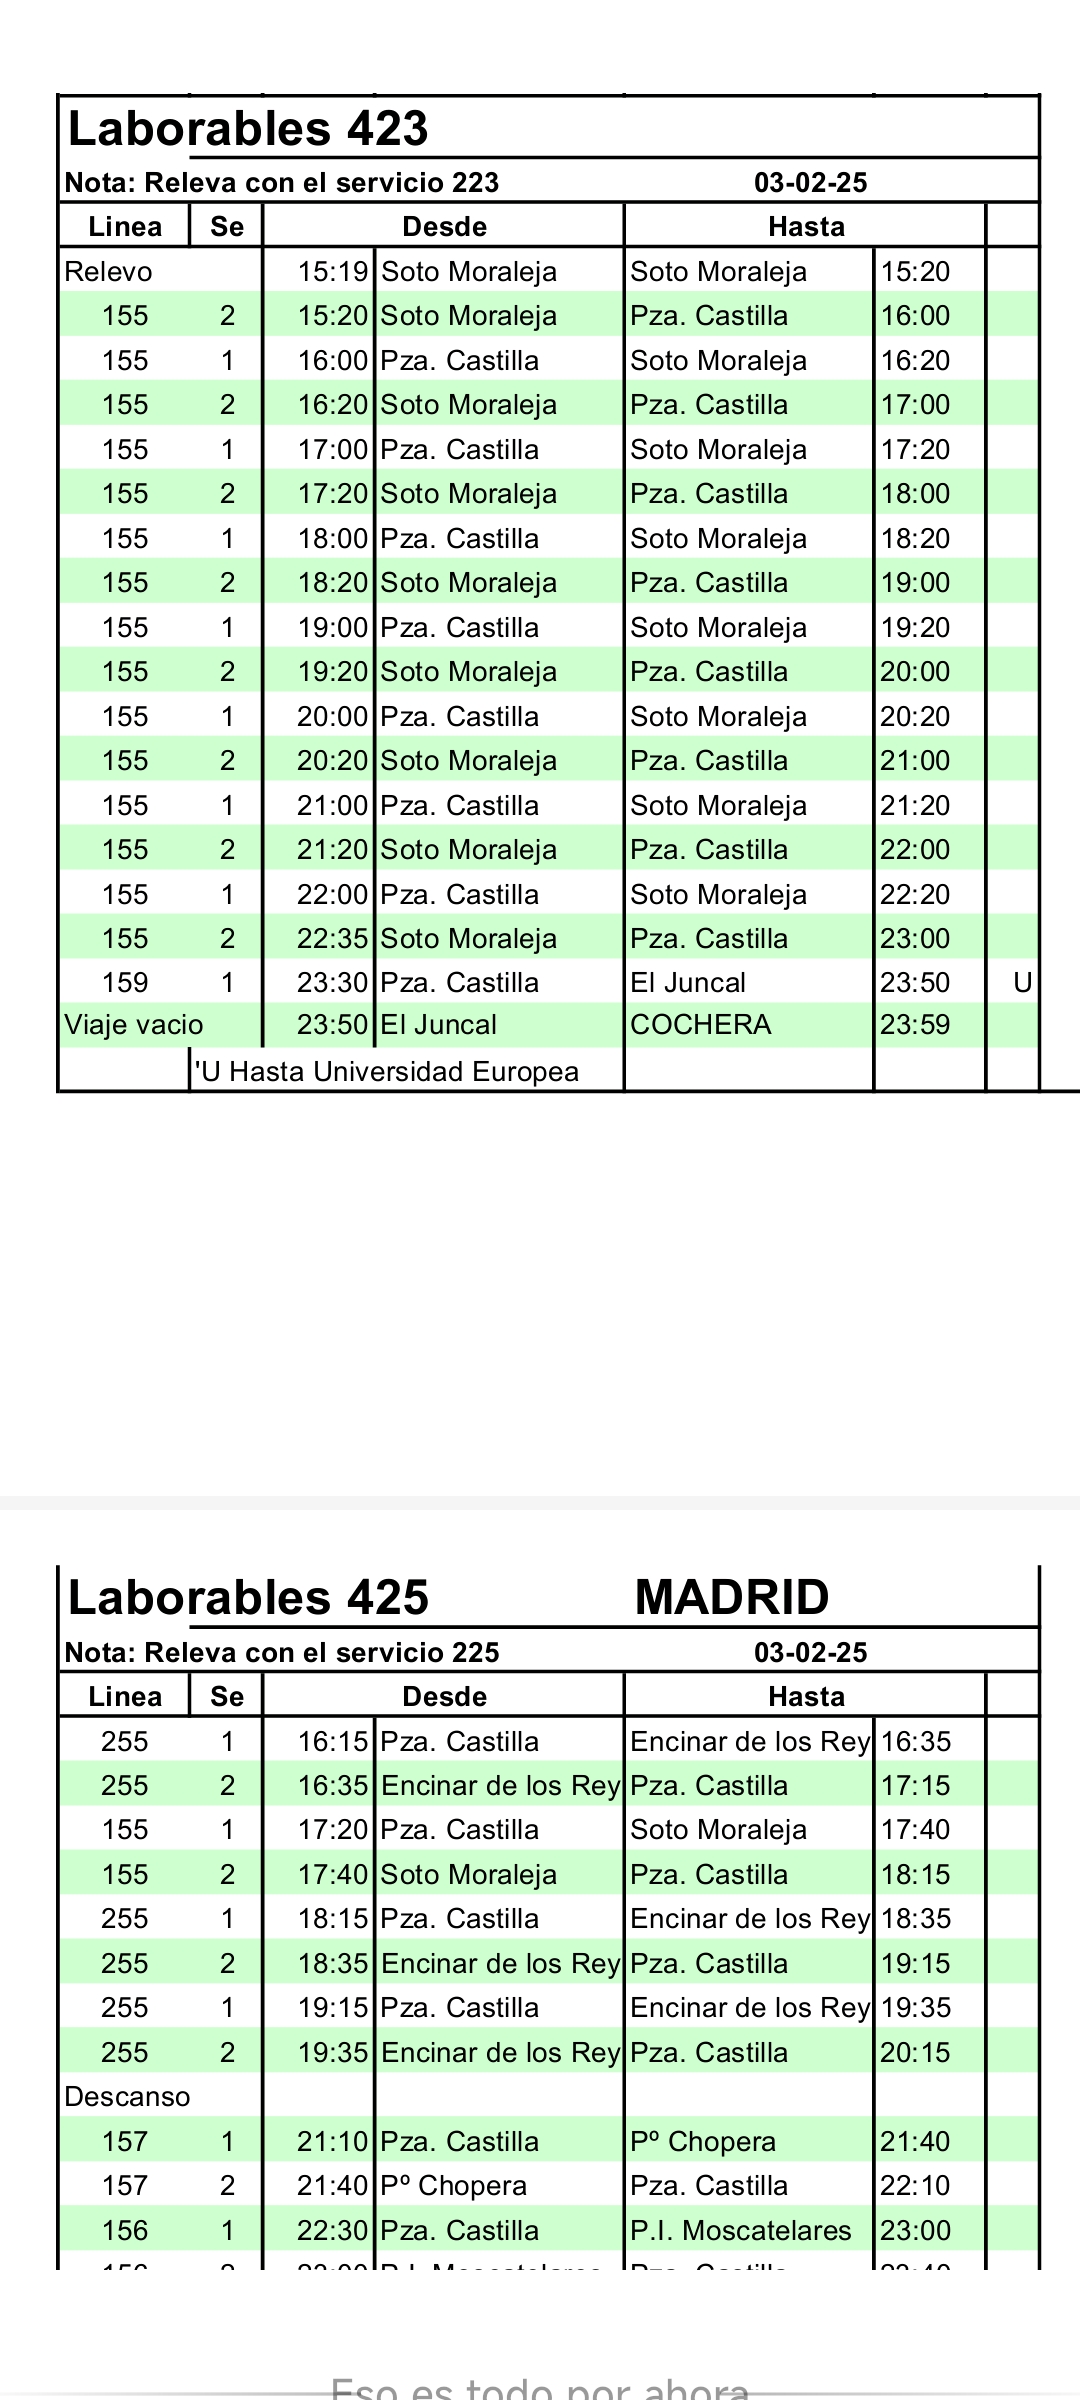 Laborables 423
Nota: Releva con el servicio 223 03-02-25
Linea Se Desde Hasta
Relevo 15:19 Soto Moraleja Soto Moraleja 15:20
155 2 15:20 Soto Moraleja Pza. Castilla 16:00
155 1 16:00 Pza. Castilla Soto Moraleja 16:20
155 2 16:20 Soto Moraleja Pza. Castilla 17:00
155 1 17:00 Pza. Castilla Soto Moraleja 17:20
155 2 17:20 Soto Moraleja Pza. Castilla 18:00
155 1 18:00 Pza. Castilla Soto Moraleja 18:20
155 2 18:20 Soto Moraleja Pza. Castilla 19:00
155 1 19:00 Pza. Castilla Soto Moraleja 19:20
155 2 19:20 Soto Moraleja Pza. Castilla 20:00
155 1 20:00 Pza. Castilla Soto Moraleja 20:20
155 2 20:20 Soto Moraleja Pza. Castilla 21:00
155 1 21:00 Pza. Castilla Soto Moraleja 21:20
155 2 21:20 Soto Moraleja Pza. Castilla 22:00
155 1 22:00 Pza. Castilla Soto Moraleja 22:20
155 2 22:35 Soto Moraleja Pza. Castilla 23:00
159 1 23:30 Pza. Castilla El Juncal 23:50 U
Viaje vacio 23:50 El Juncal COCHERA 23:59
'U Hasta Universidad Europea
Laborables 425 MADRID
Nota: Releva con el servicio 225 03-02-25
Linea Se Desde Hasta
255 1 16:15 Pza. Castilla Encinar de los Rey 16:35
255 2 16:35 Encinar de los Rey Pza. Castilla 17:15
155 1 17:20 Pza. Castilla Soto Moraleja 17:40
155 2 17:40 Soto Moraleja Pza. Castilla 18:15
255 1 18:15 Pza. Castilla Encinar de los Rey 18:35
255 2 18:35 Encinar de los Rey Pza. Castilla 19:15
255 1 19:15 Pza. Castilla Encinar de los Rey 19:35
255 2 19:35 Encinar de los Rey Pza. Castilla 20:15
Descanso
157 1 21:10 Pza. Castilla Pº Chopera 21:40
157 2 21:40 Pº Chopera Pza. Castilla 22:10
156 1 22:30 Pza. Castilla P.I. Moscatelares 23:00
Eso es todo por ahora